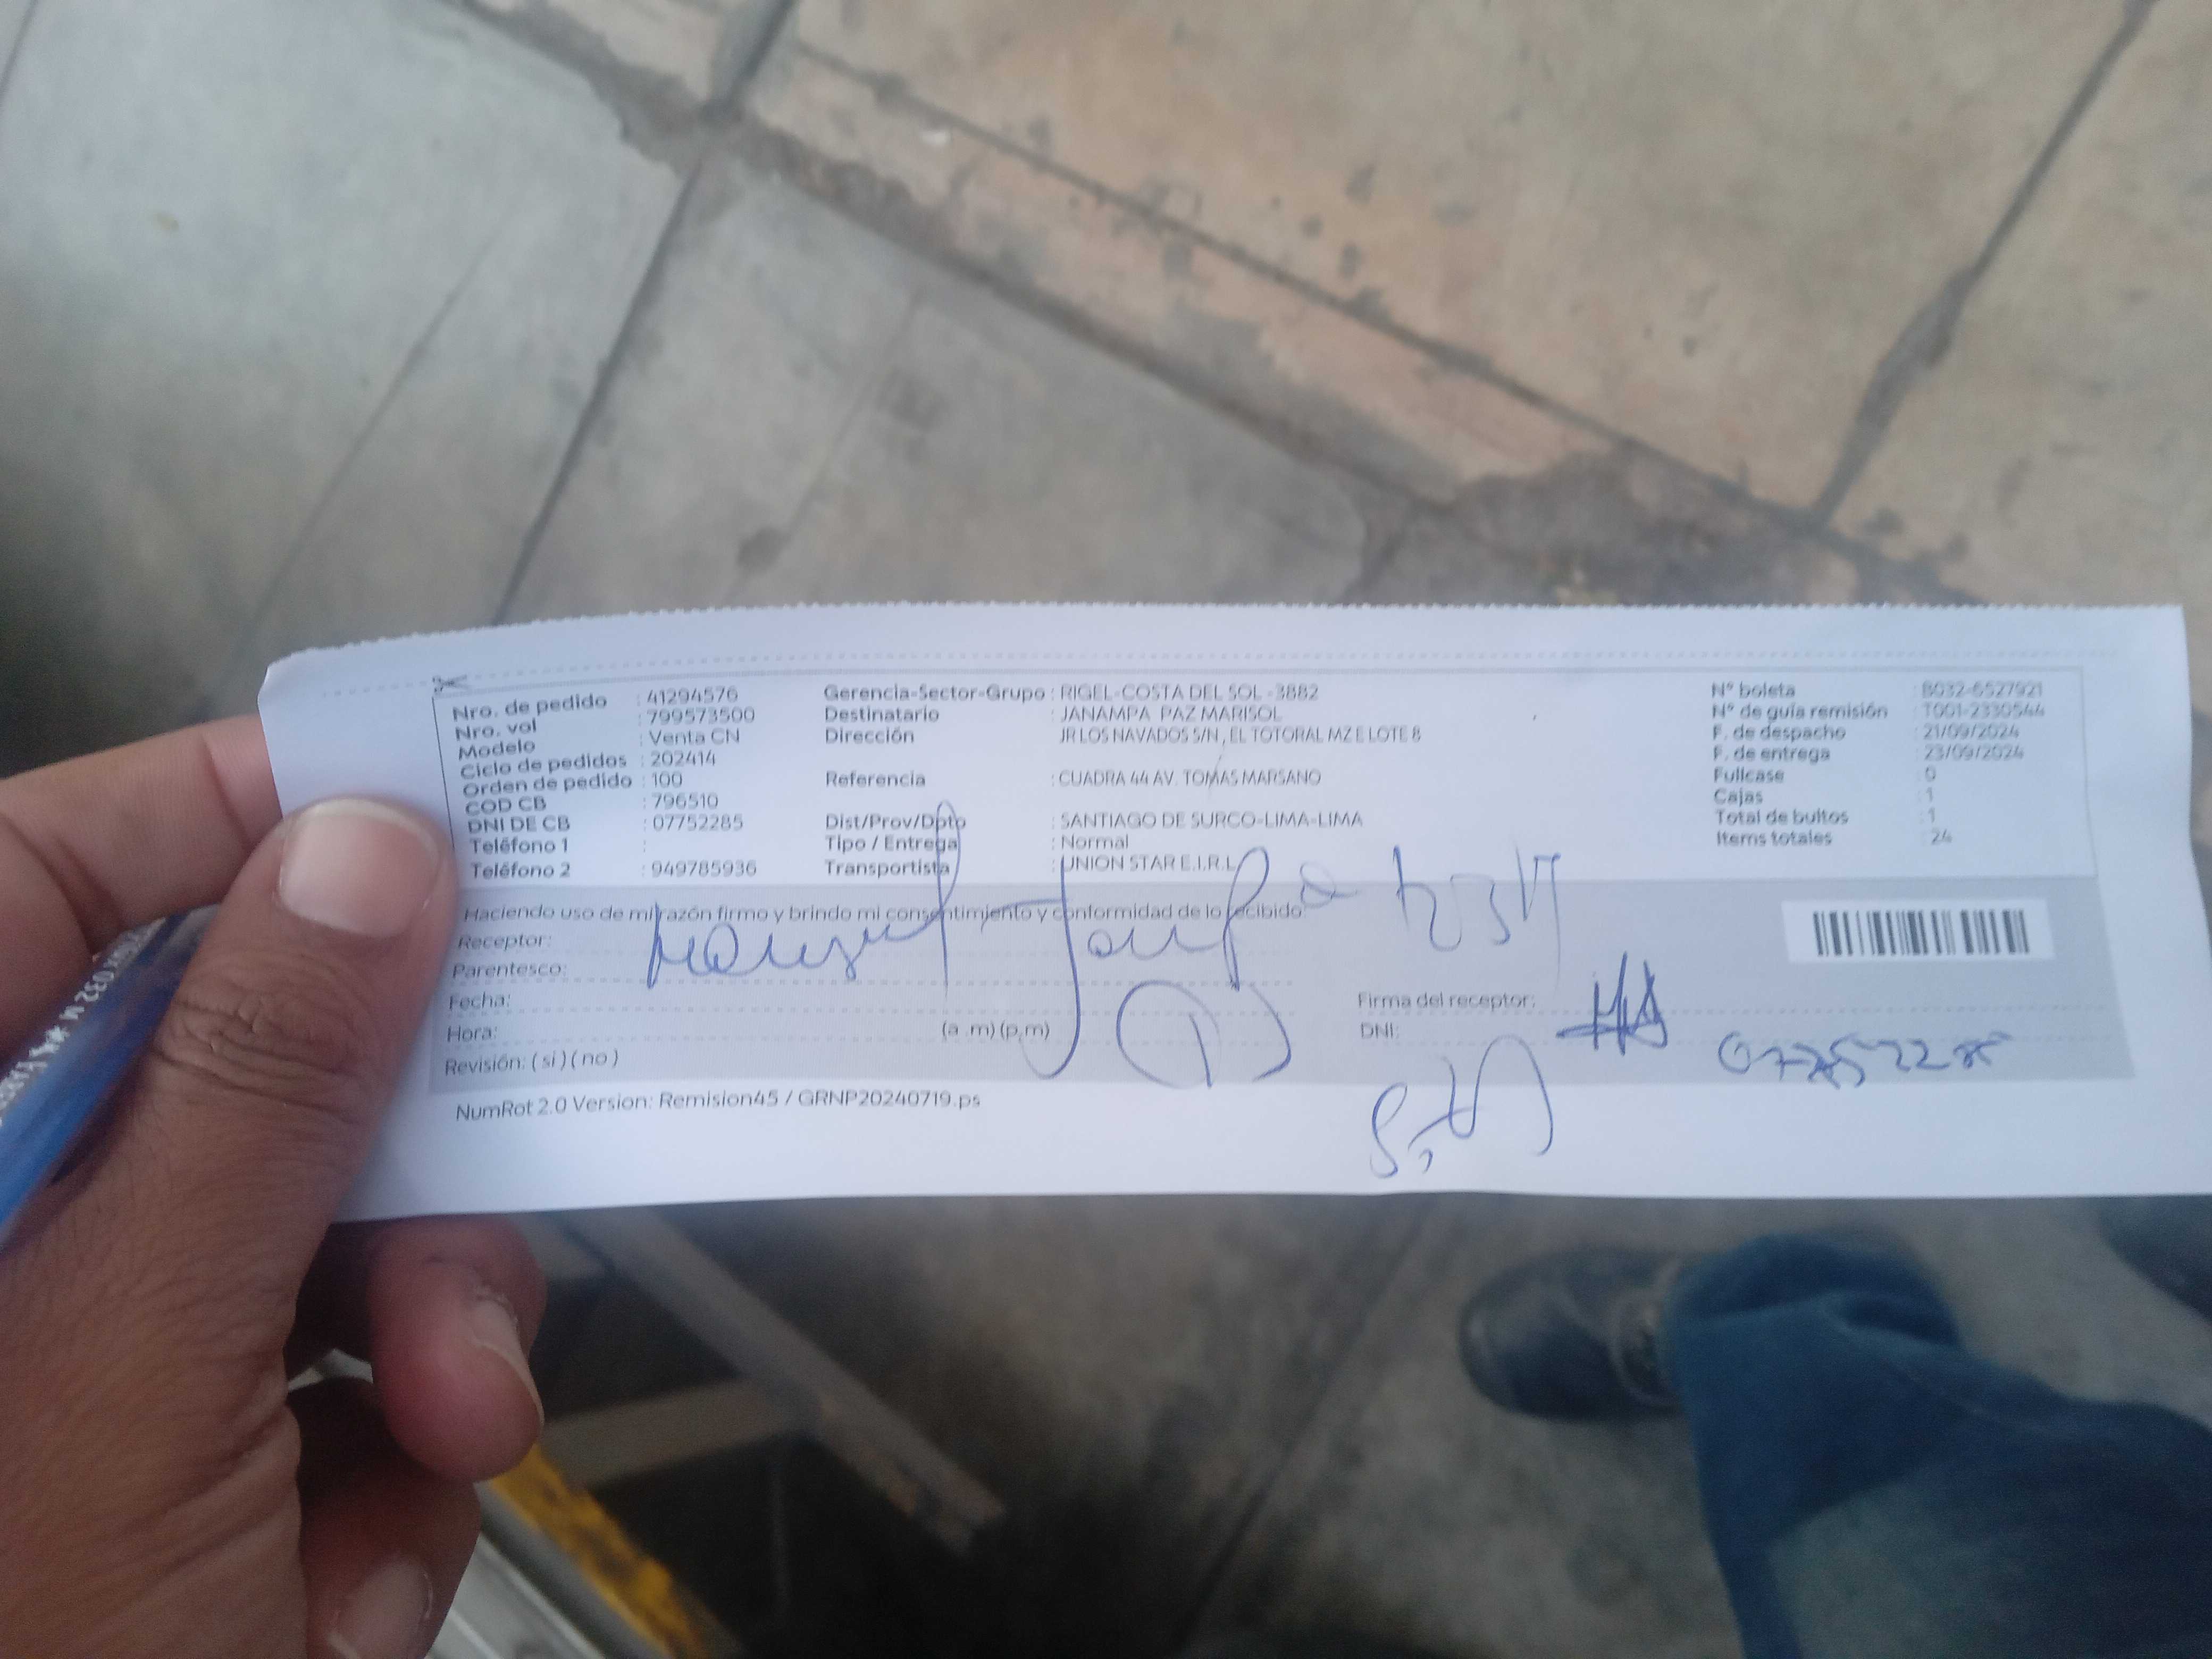 Nro. de pedido : 41294576 Gerencia-Sector-Grupo : RIGEL-COSTA DEL SOL -3882 N° boleta : B032-6527921
Nro. vol : 799573500 Destinatario : JANAMPA PAZ MARISOL N° de guía remisión : T001-2330544
Modelo : Venta CN Dirección JR LOS NAVADOS S/N , EL TOTORAL MZ E LOTE 8 F. de despacho : 21/09/2024
Ciclo de pedidos : 202414 F. de entrega : 23/09/2024
Orden de pedido : 100 Referencia : CUADRA 44 AV. TOMAS MARSANO Fullcase : 0
COD CB : 796510 Cajas : 1
DNI DE CB : 07752285 Dist/Prov/Dpto : SANTIAGO DE SURCO-LIMA-LIMA Total de bultos : 1
Teléfono 1 : Tipo / Entrega : Normal Items totales : 24
Teléfono 2 : 949785936 Transportista : UNION STAR E.I.R.L
Haciendo uso de mi razón firmo y brindo mi consentimiento y conformidad de lo recibido:
Receptor:
Parentesco:
Fecha: Firma del receptor:
Hora: (a .m) (p,m) DNI:
Revisión: ( si ) ( no )
NumRot 2.0 Version: Remision45 / GRNP20240719.ps